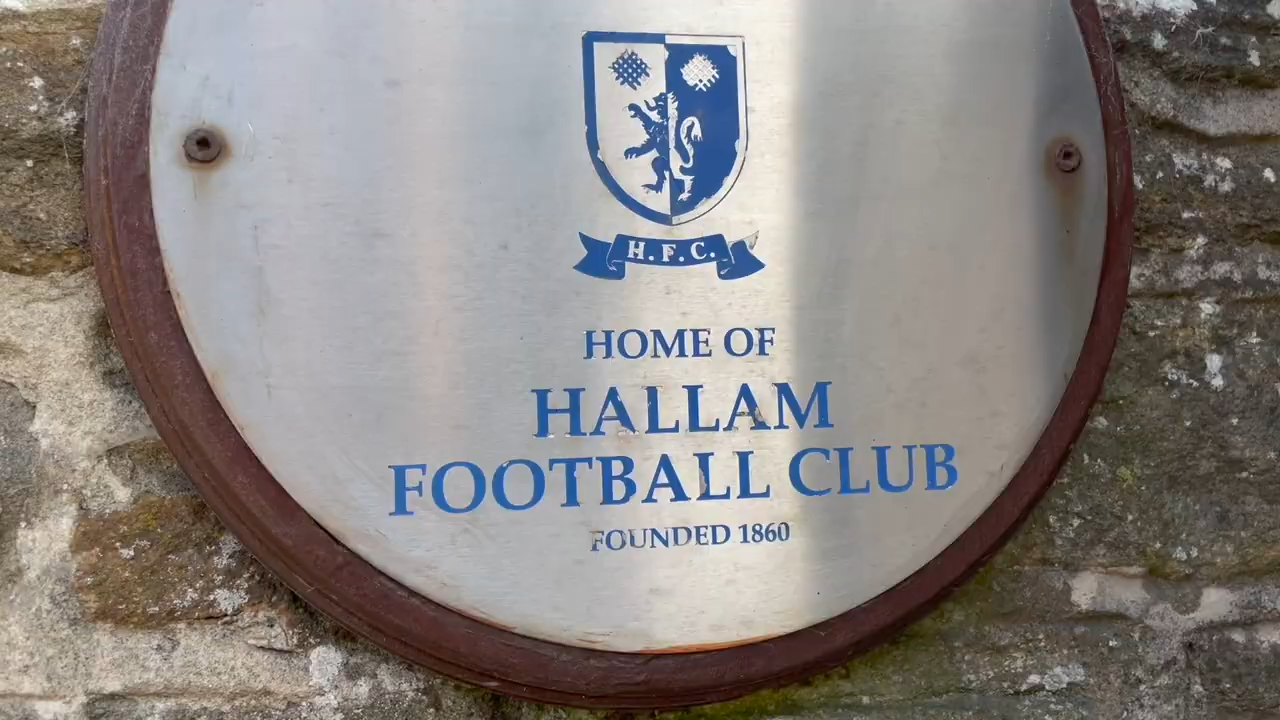 H.F.C.
HOME OF
HALLAM
FOOTBALL CLUB
FOUNDED 1860